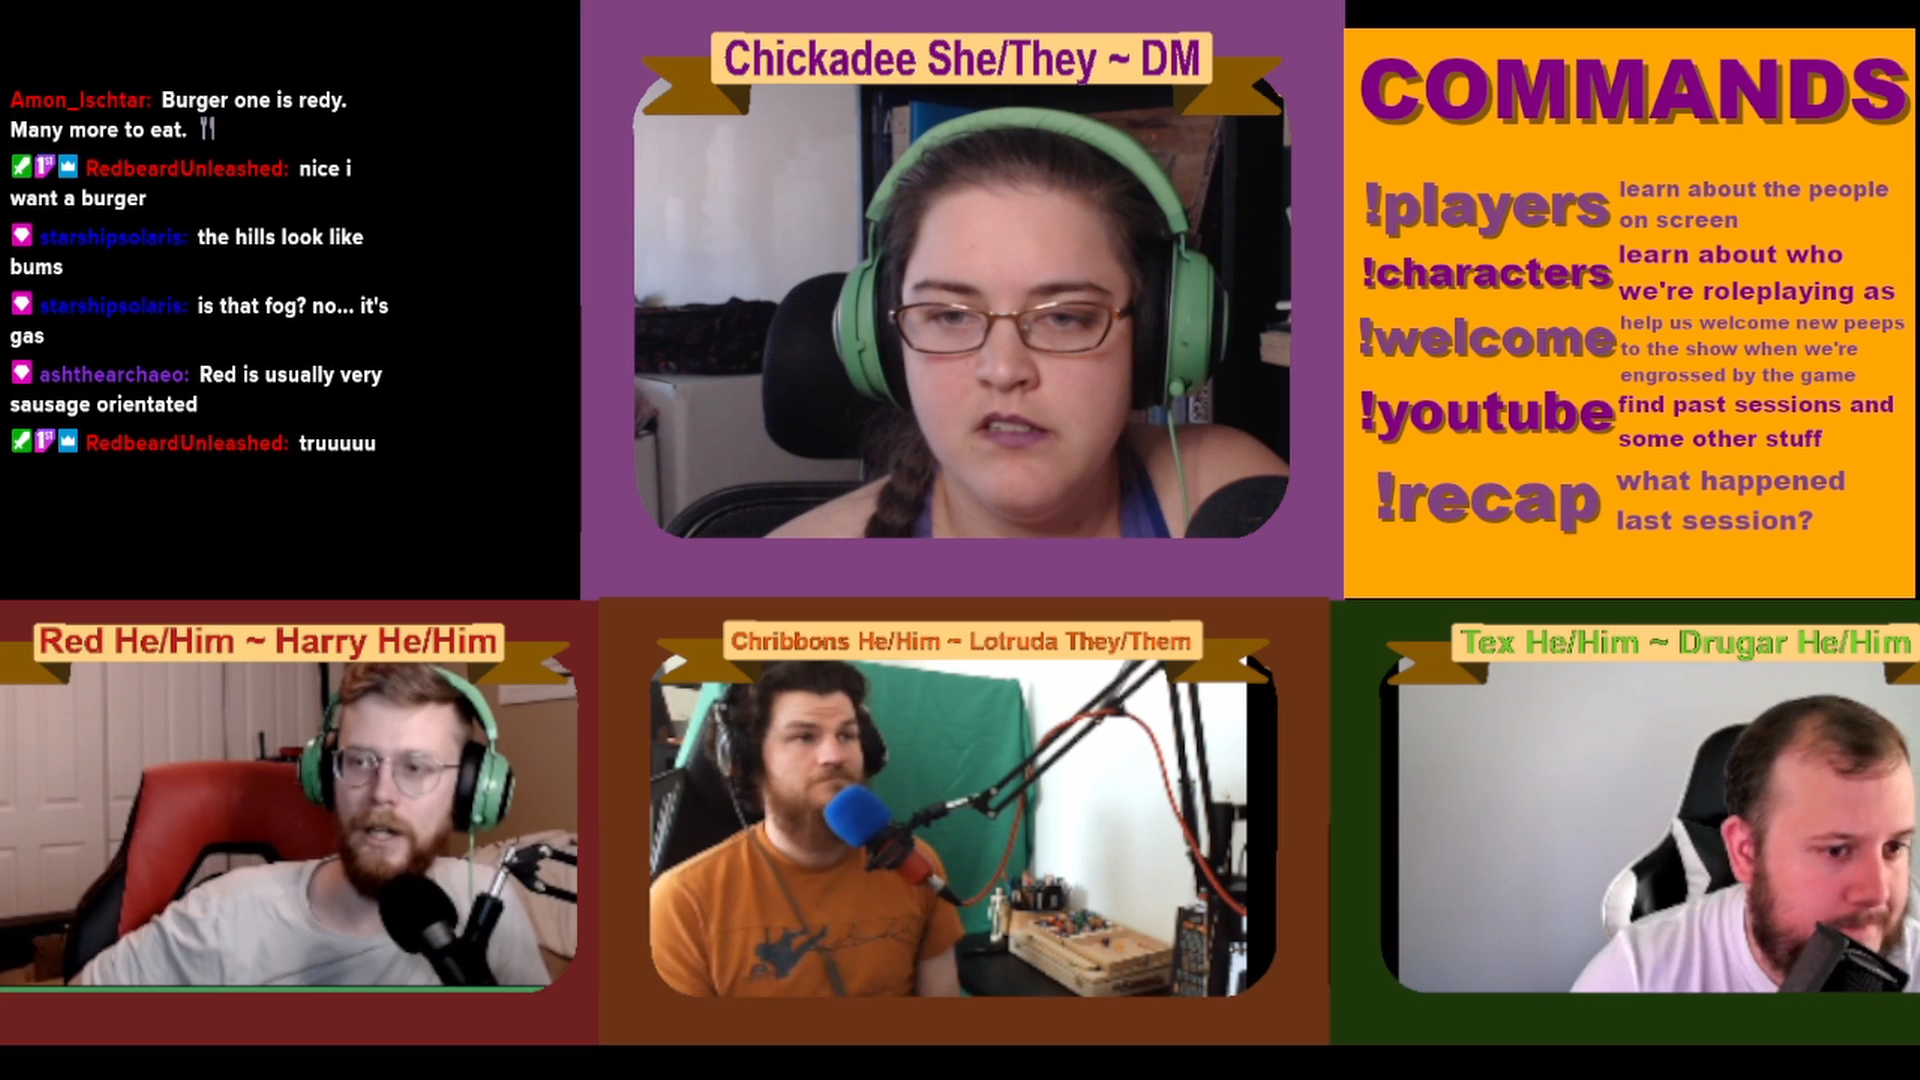 Chickadee She/They ~ DM
Amon_Ischtar: Burger one is redy.
Many more to eat.
RedbeardUnleashed: nice i
want a burger
starshipsolaris: the hills look like
bums
starshipsolaris: is that fog? no... it's
gas
ashthearchaeo: Red is usually very
sausage orientated
RedbeardUnleashed: truuuuu
COMMANDS
!players learn about the people
on screen
!characters learn about who
we're roleplaying as
!welcome help us welcome new peeps
to the show when we're
engrossed by the game
!youtube find past sessions and
some other stuff
!recap what happened
last session?
Red He/Him ~ Harry He/Him
Chribbons He/Him ~ Lotruda They/Them
Tex He/Him ~ Drugar He/Him